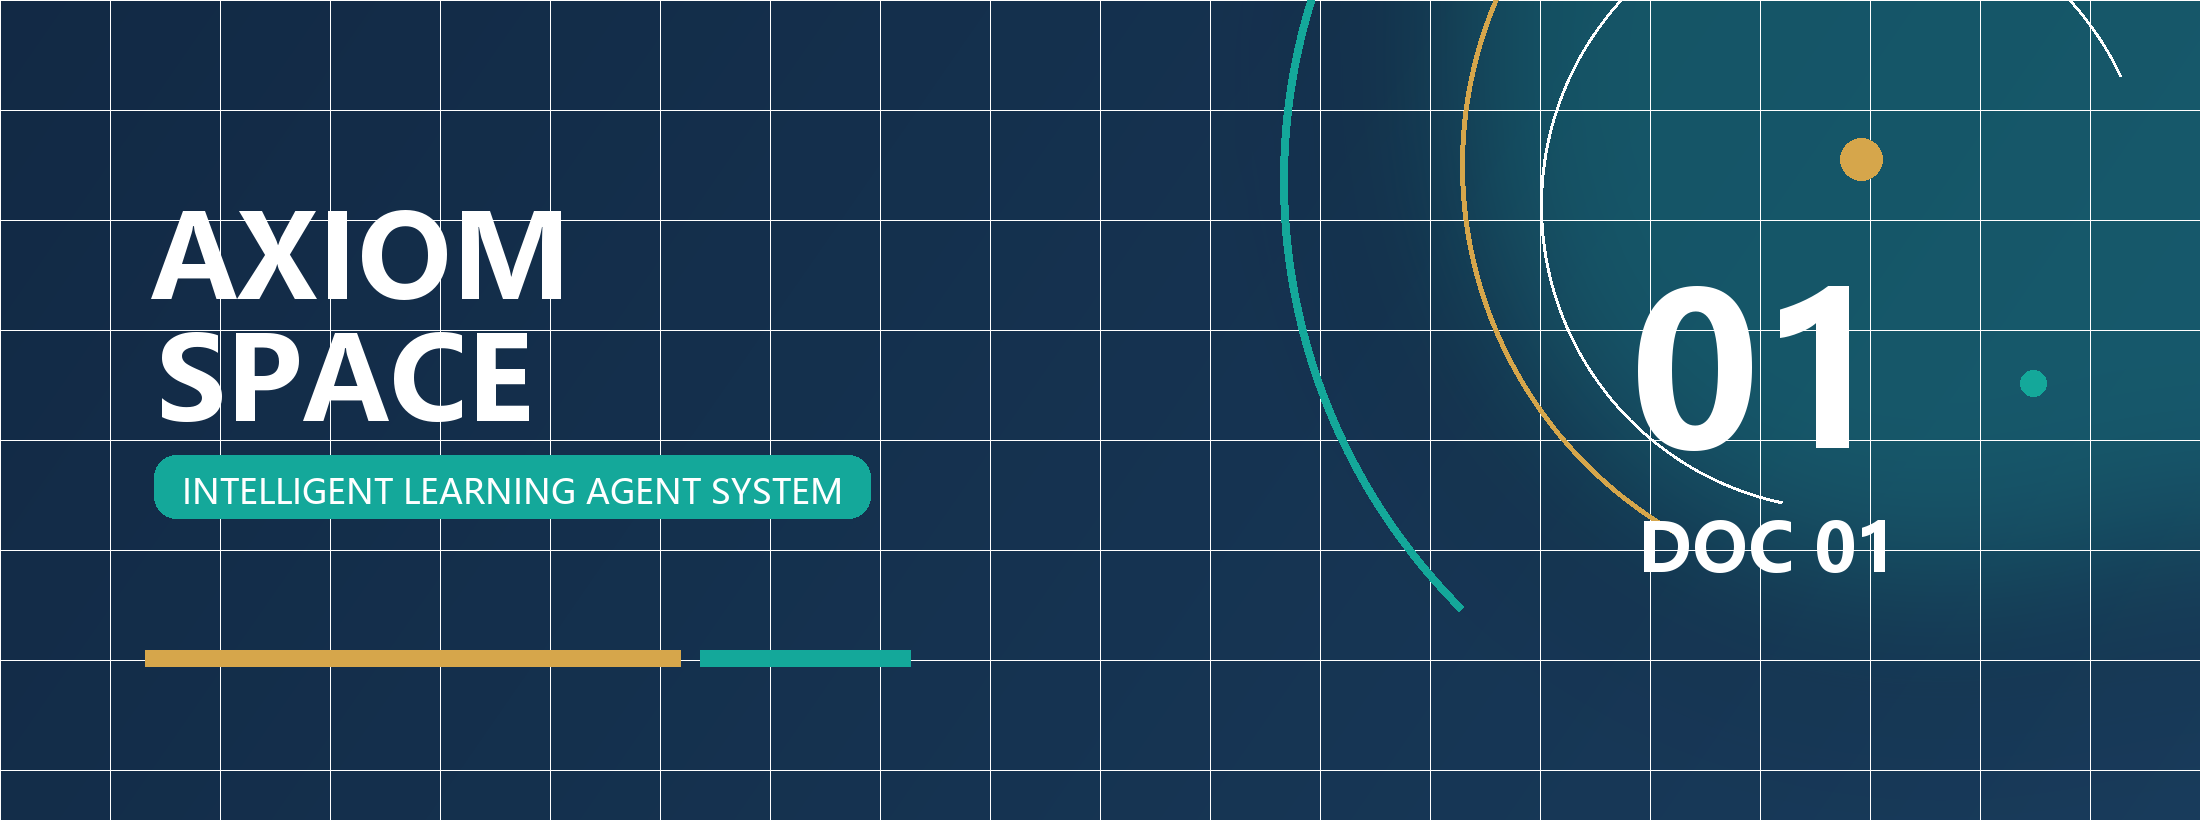 AXIOM
SPACE
INTELLIGENT LEARNING AGENT SYSTEM
01
DOC 01